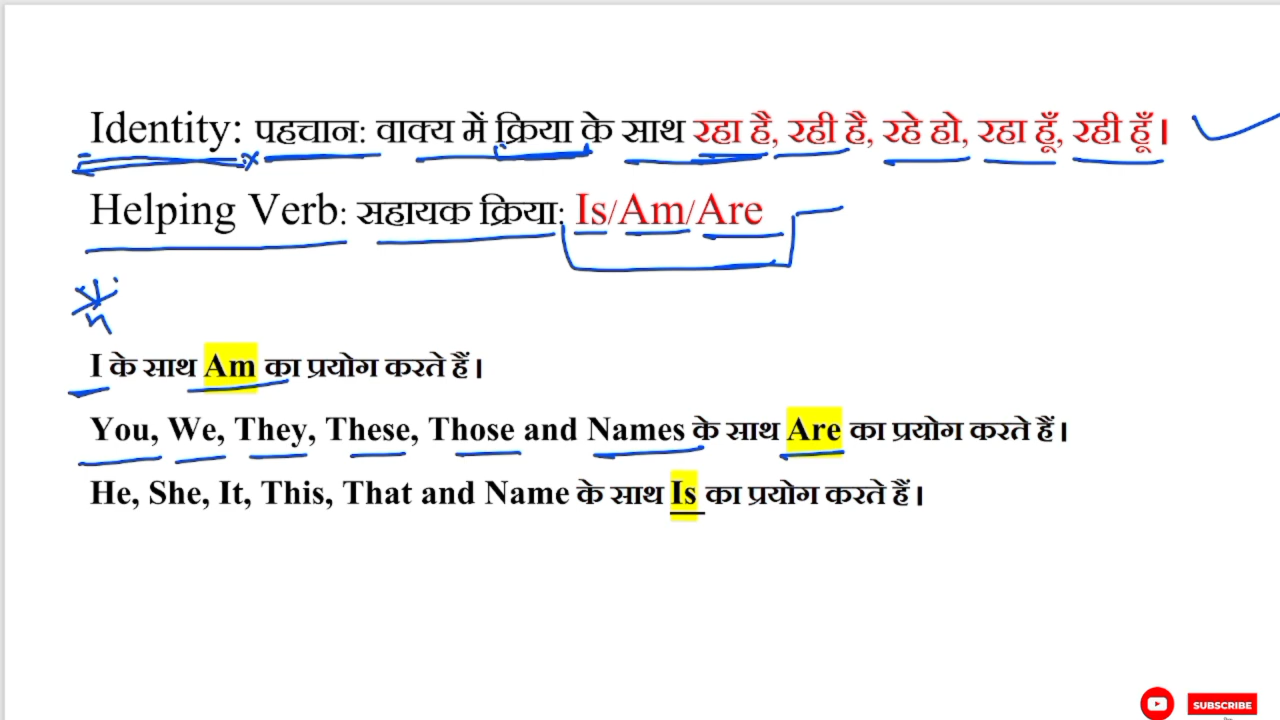 Identity: पहचान: वाक्य में क्रिया के साथ रहा है, रही है, रहे हो, रहा हूँ, रही हूँ।
Helping Verb: सहायक क्रिया: Is/Am/Are
I के साथ Am का प्रयोग करते हैं।
You, We, They, These, Those and Names के साथ Are का प्रयोग करते हैं।
He, She, It, This, That and Name के साथ Is का प्रयोग करते हैं।
SUBSCRIBE